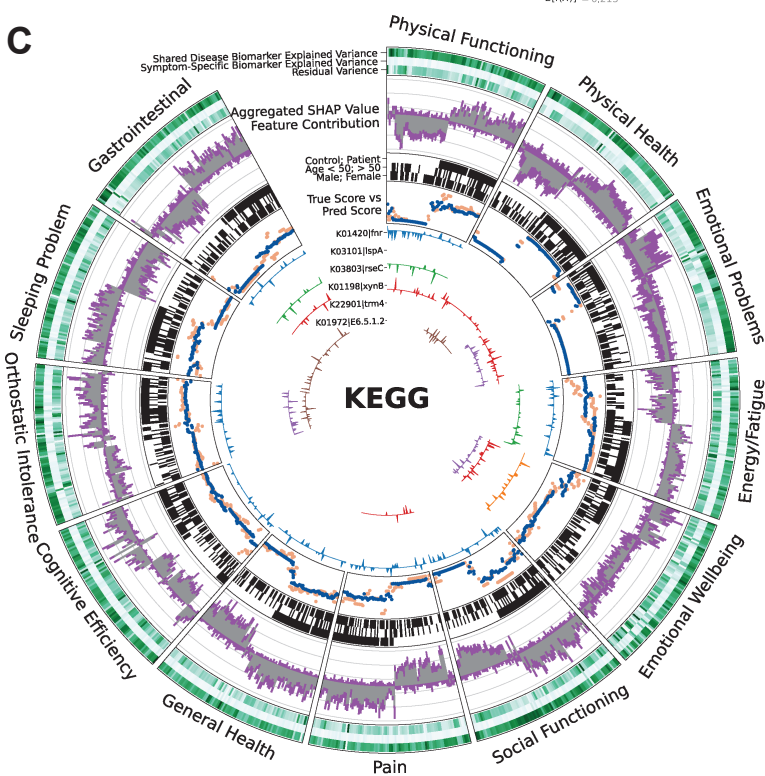 C
Physical Functioning
Shared Disease Biomarker Explained Variance
Symptom-Specific Biomarker Explained Variance
Residual Varience
Aggregated SHAP Value
Feature Contribution
Control; Patient
Age < 50; > 50
Male; Female
True Score vs
Pred Score
K01420|fnr
K03101|lspA
K03803|rseC
K01198|xynB
K22901|trm4
K01972|E6.5.1.2
KEGG
Physical Health
Emotional Problems
Energy/Fatigue
Emotional Wellbeing
Social Functioning
Pain
General Health
Cognitive Efficiency
Orthostatic Intolerance
Sleeping Problem
Gastrointestinal